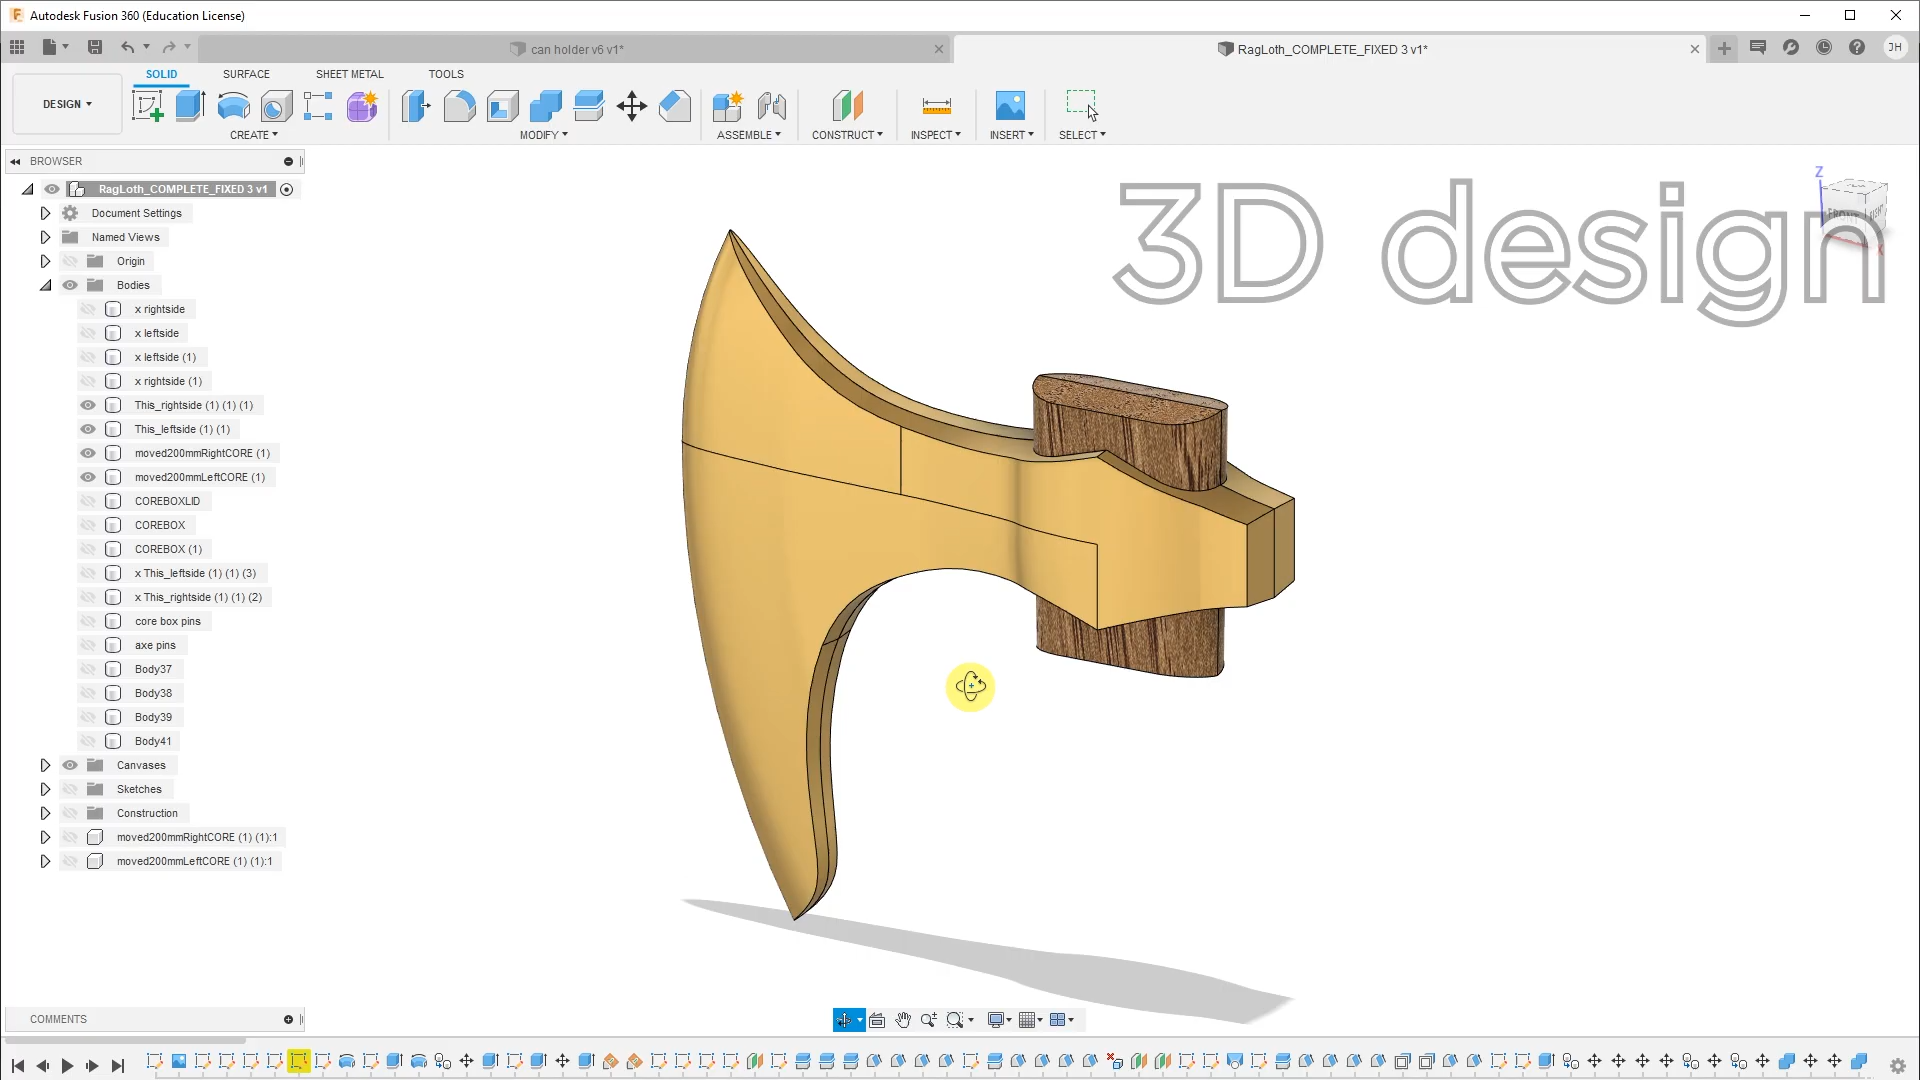 Autodesk Fusion 360 (Education License)
can holder v6 v1*
RagLoth_COMPLETE_FIXED 3 v1*
JH
DESIGN
SOLID
SURFACE
SHEET METAL
TOOLS
CREATE
MODIFY
ASSEMBLE
CONSTRUCT
INSPECT
INSERT
SELECT
BROWSER
RagLoth_COMPLETE_FIXED 3 v1
Document Settings
Named Views
Origin
Bodies
x rightside
x leftside
x leftside (1)
x rightside (1)
This_rightside (1) (1) (1)
This_leftside (1) (1)
moved200mmRightCORE (1)
moved200mmLeftCORE (1)
COREBOXLID
COREBOX
COREBOX (1)
x This_leftside (1) (1) (3)
x This_rightside (1) (1) (2)
core box pins
axe pins
Body37
Body38
Body39
Body41
Canvases
Sketches
Construction
moved200mmRightCORE (1) (1):1
moved200mmLeftCORE (1) (1):1
3D design
Z
FRONT
RIGHT
X
COMMENTS